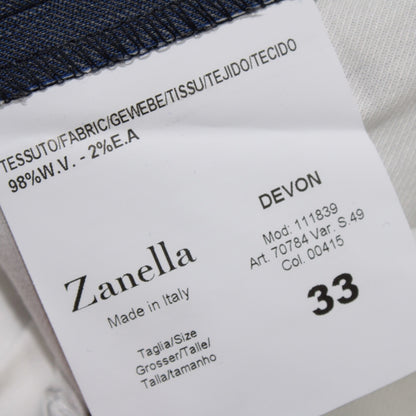 TESSUTO/FABRIC/GEWEBE/TISSU/TEJIDO/TECIDO
98%W.V. - 2%E.A
Zanella
Made in Italy
Taglia/Size
Grosser/Talle/
Talla/tamanho
DEVON
Mod: 111839
Art. 70784 Var. S 49
Col. 00415
33